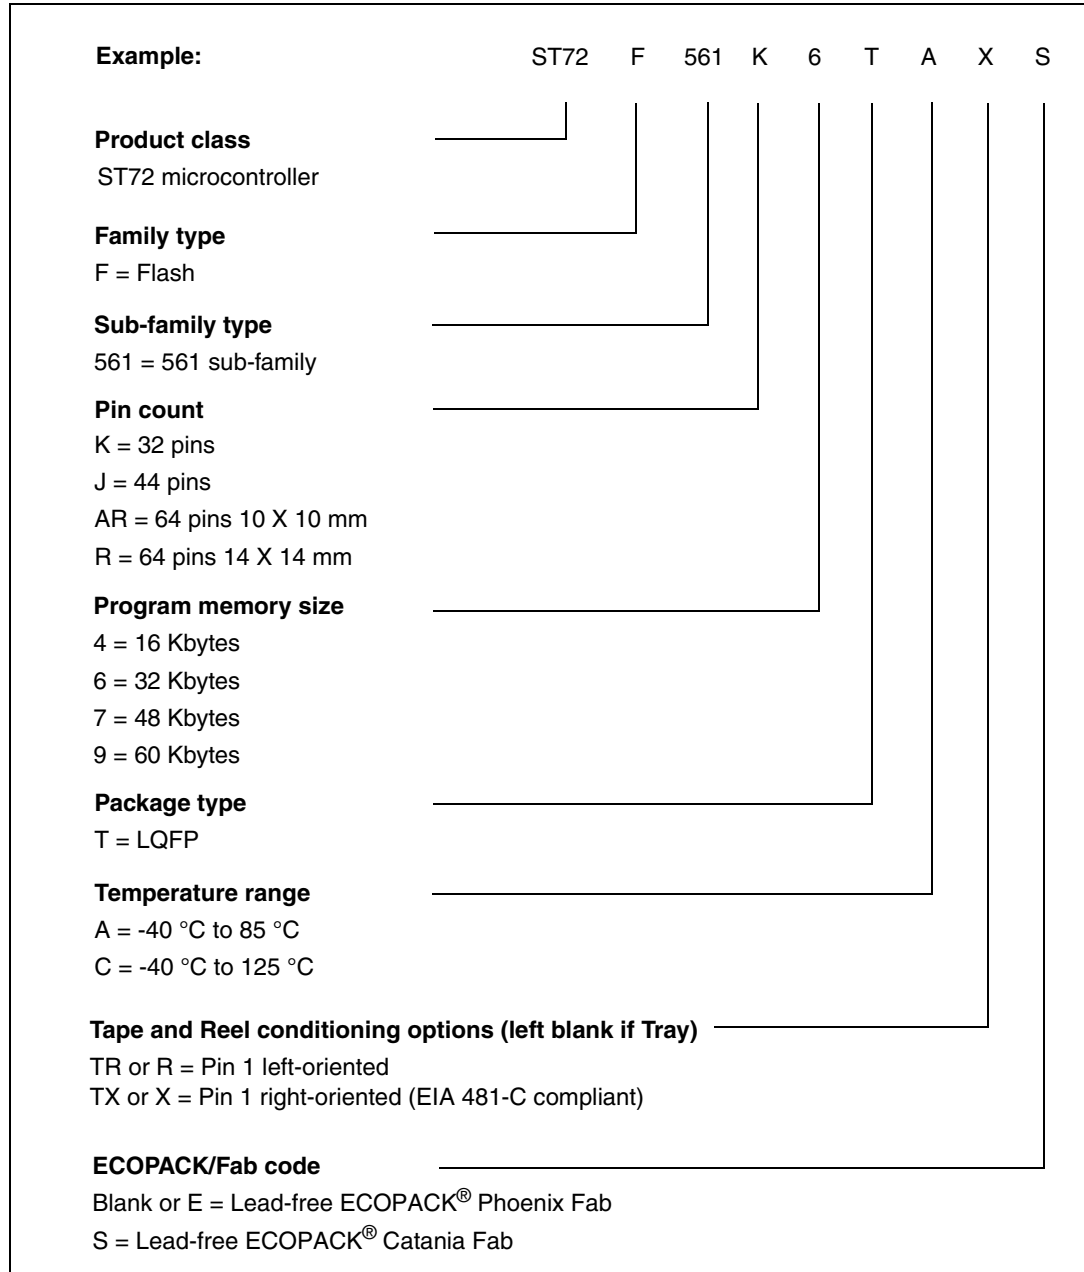 Example: ST72 F 561 K 6 T A X S
Product class
ST72 microcontroller
Family type
F = Flash
Sub-family type
561 = 561 sub-family
Pin count
K = 32 pins
J = 44 pins
AR = 64 pins 10 X 10 mm
R = 64 pins 14 X 14 mm
Program memory size
4 = 16 Kbytes
6 = 32 Kbytes
7 = 48 Kbytes
9 = 60 Kbytes
Package type
T = LQFP
Temperature range
A = -40 °C to 85 °C
C = -40 °C to 125 °C
Tape and Reel conditioning options (left blank if Tray)
TR or R = Pin 1 left-oriented
TX or X = Pin 1 right-oriented (EIA 481-C compliant)
ECOPACK/Fab code
Blank or E = Lead-free ECOPACK® Phoenix Fab
S = Lead-free ECOPACK® Catania Fab